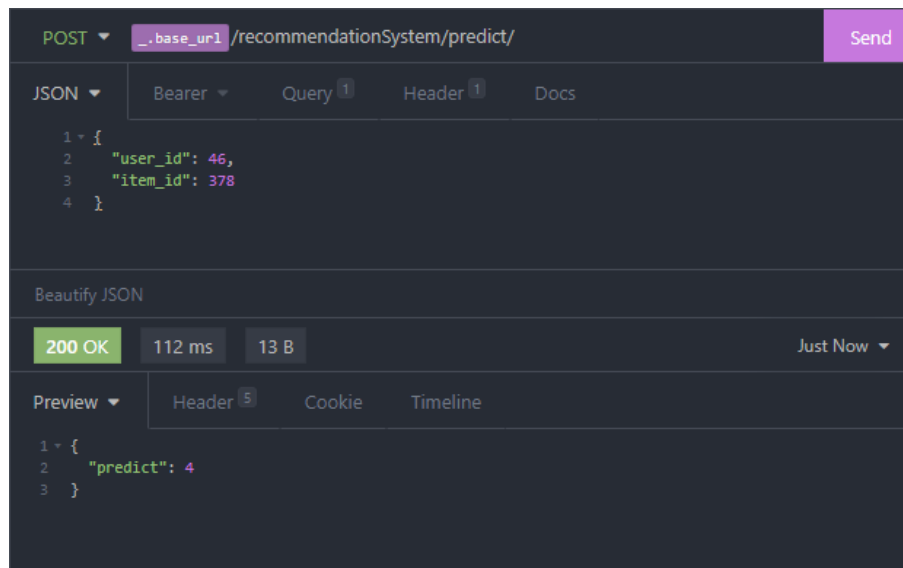 POST _.base_url /recommendationSystem/predict/ Send
JSON Bearer Query 1 Header 1 Docs
1 {
2 "user_id": 46,
3 "item_id": 378
4 }
Beautify JSON
200 OK 112 ms 13 B Just Now
Preview Header 5 Cookie Timeline
1 {
2 "predict": 4
3 }